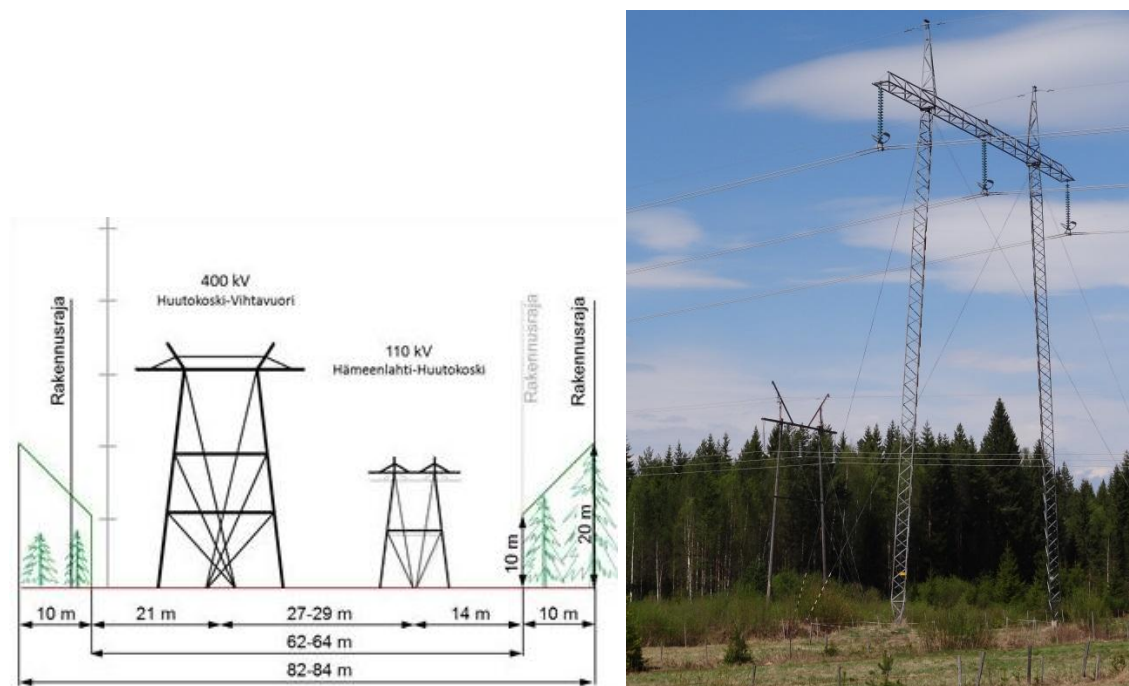 400 kV
Huutokoski-Vihtavuori
110 kV
Hämeenlahti-Huutokoski
Rakennusraja
Rakennusraja
Rakennusraja
10 m
20 m
10 m
21 m
27-29 m
14 m
10 m
62-64 m
82-84 m